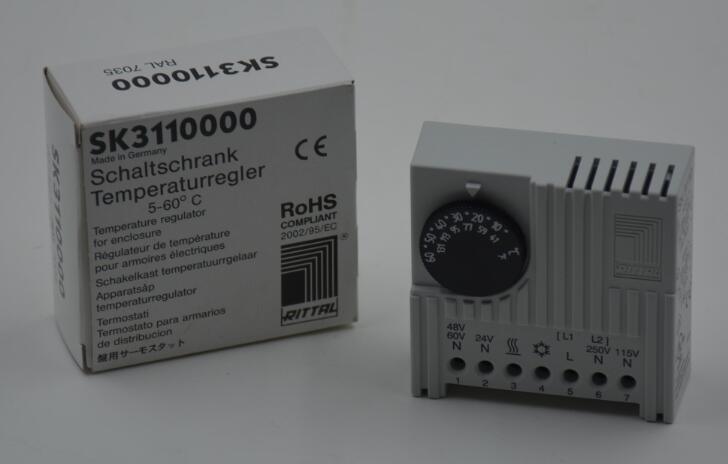 SK3110000
RAL 7035
SK3110000
SK3110000
Made in Germany
Schaltschrank
Temperaturregler
5-60° C
Temperature regulator
for enclosure
Régulateur de température
pour armoires électriques
Schakelkast temperatuurregelaar
Apparatsåp
temperaturregulator
Termostati
Termostato para armarios
de distribucion
盤用サーモスタット
CE
RoHS
COMPLIANT
2002/95/EC
®
RITTAL
60 50 40 30 20 10 °C
°F
48V 24V [L1 L2] 115V
60V 250V
N N L N N
1 2 3 4 5 6 7